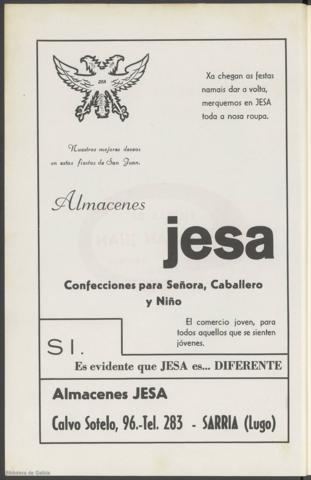 JESA
Xa chegan as festas
namais dar a volta,
merquemos en JESA
toda a nosa roupa.
Nuestros mejores deseos
en estas fiestas de San Juan.
Almacenes
jesa
Confecciones para Señora, Caballero
y Niño
El comercio joven, para
todos aquellos que se sienten
jóvenes.
SI.
Es evidente que JESA es... DIFERENTE
Almacenes JESA
Calvo Sotelo, 96.-Tel. 283 - SARRIA (Lugo)
Biblioteca de Galicia